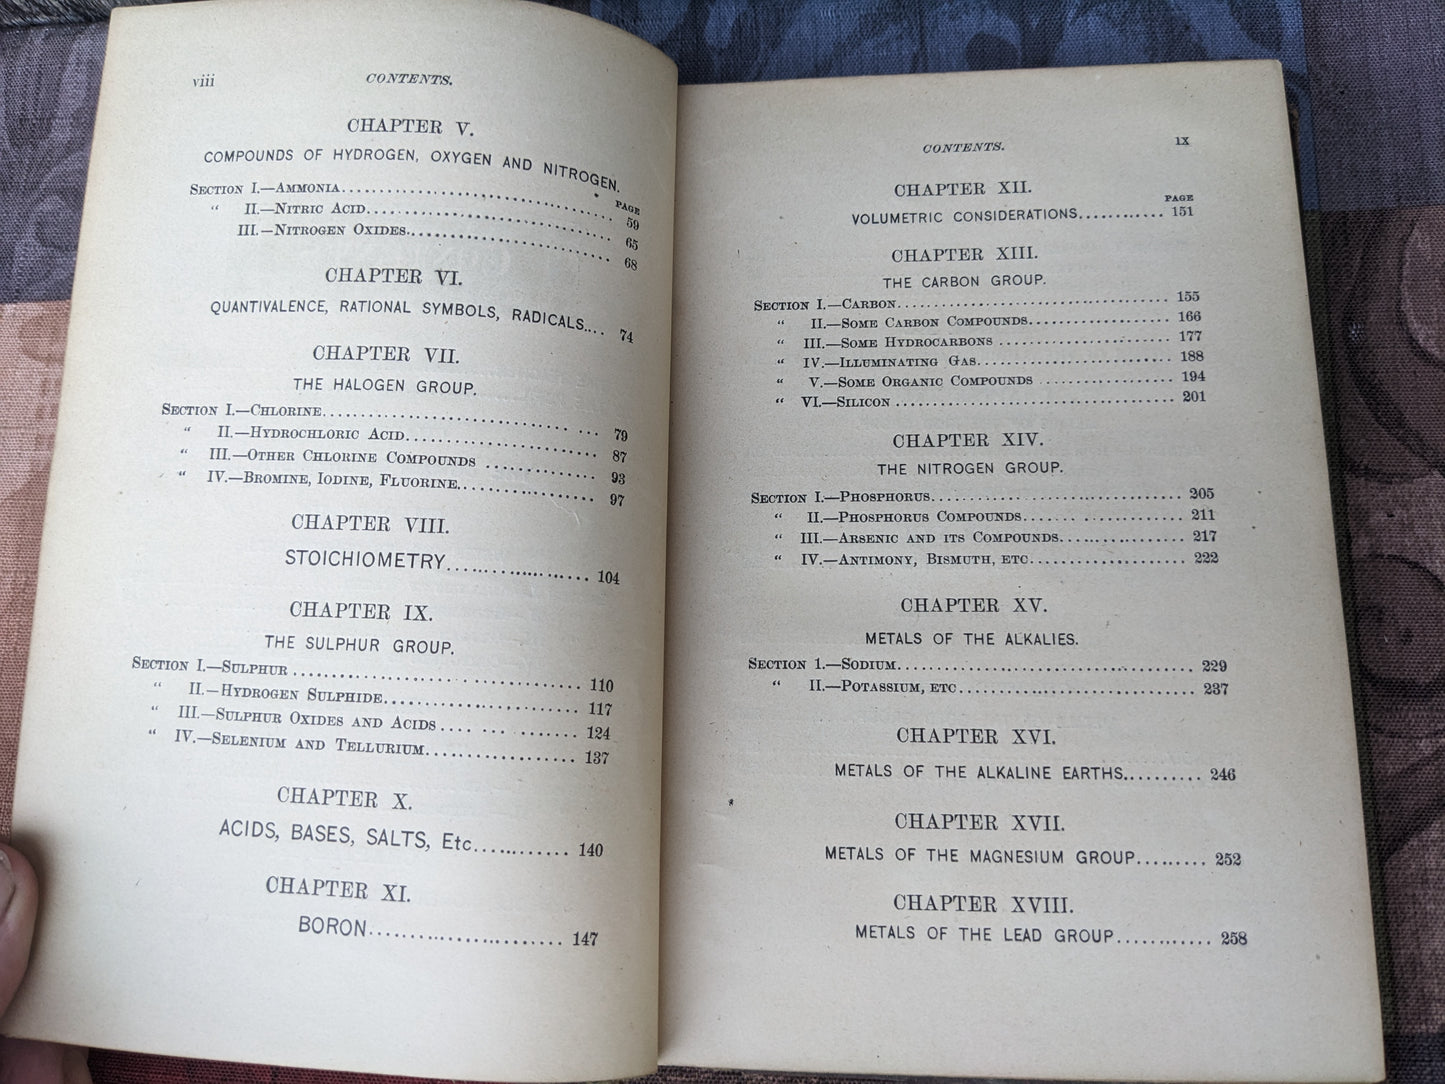 viii CONTENTS.
CHAPTER V.
COMPOUNDS OF HYDROGEN, OXYGEN AND NITROGEN.
PAGE
SECTION I.—AMMONIA 59
“ II.—NITRIC ACID 65
III.—NITROGEN OXIDES 68
CHAPTER VI.
QUANTIVALENCE, RATIONAL SYMBOLS, RADICALS 74
CHAPTER VII.
THE HALOGEN GROUP.
SECTION I.—CHLORINE 79
“ II.—HYDROCHLORIC ACID 87
“ III.—OTHER CHLORINE COMPOUNDS 93
“ IV.—BROMINE, IODINE, FLUORINE 97
CHAPTER VIII.
STOICHIOMETRY 104
CHAPTER IX.
THE SULPHUR GROUP.
SECTION I.—SULPHUR 110
“ II.—HYDROGEN SULPHIDE 117
“ III.—SULPHUR OXIDES AND ACIDS 124
“ IV.—SELENIUM AND TELLURIUM 137
CHAPTER X.
ACIDS, BASES, SALTS, Etc 140
CHAPTER XI.
BORON 147
CONTENTS. ix
CHAPTER XII.
PAGE
VOLUMETRIC CONSIDERATIONS 151
CHAPTER XIII.
THE CARBON GROUP.
SECTION I.—CARBON 155
“ II.—SOME CARBON COMPOUNDS 166
“ III.—SOME HYDROCARBONS 177
“ IV.—ILLUMINATING GAS 188
“ V.—SOME ORGANIC COMPOUNDS 194
“ VI.—SILICON 201
CHAPTER XIV.
THE NITROGEN GROUP.
SECTION I.—PHOSPHORUS 205
“ II.—PHOSPHORUS COMPOUNDS 211
“ III.—ARSENIC AND ITS COMPOUNDS 217
“ IV.—ANTIMONY, BISMUTH, ETC 222
CHAPTER XV.
METALS OF THE ALKALIES.
SECTION 1.—SODIUM 229
“ II.—POTASSIUM, ETC 237
CHAPTER XVI.
METALS OF THE ALKALINE EARTHS 246
CHAPTER XVII.
METALS OF THE MAGNESIUM GROUP 252
CHAPTER XVIII.
METALS OF THE LEAD GROUP 258